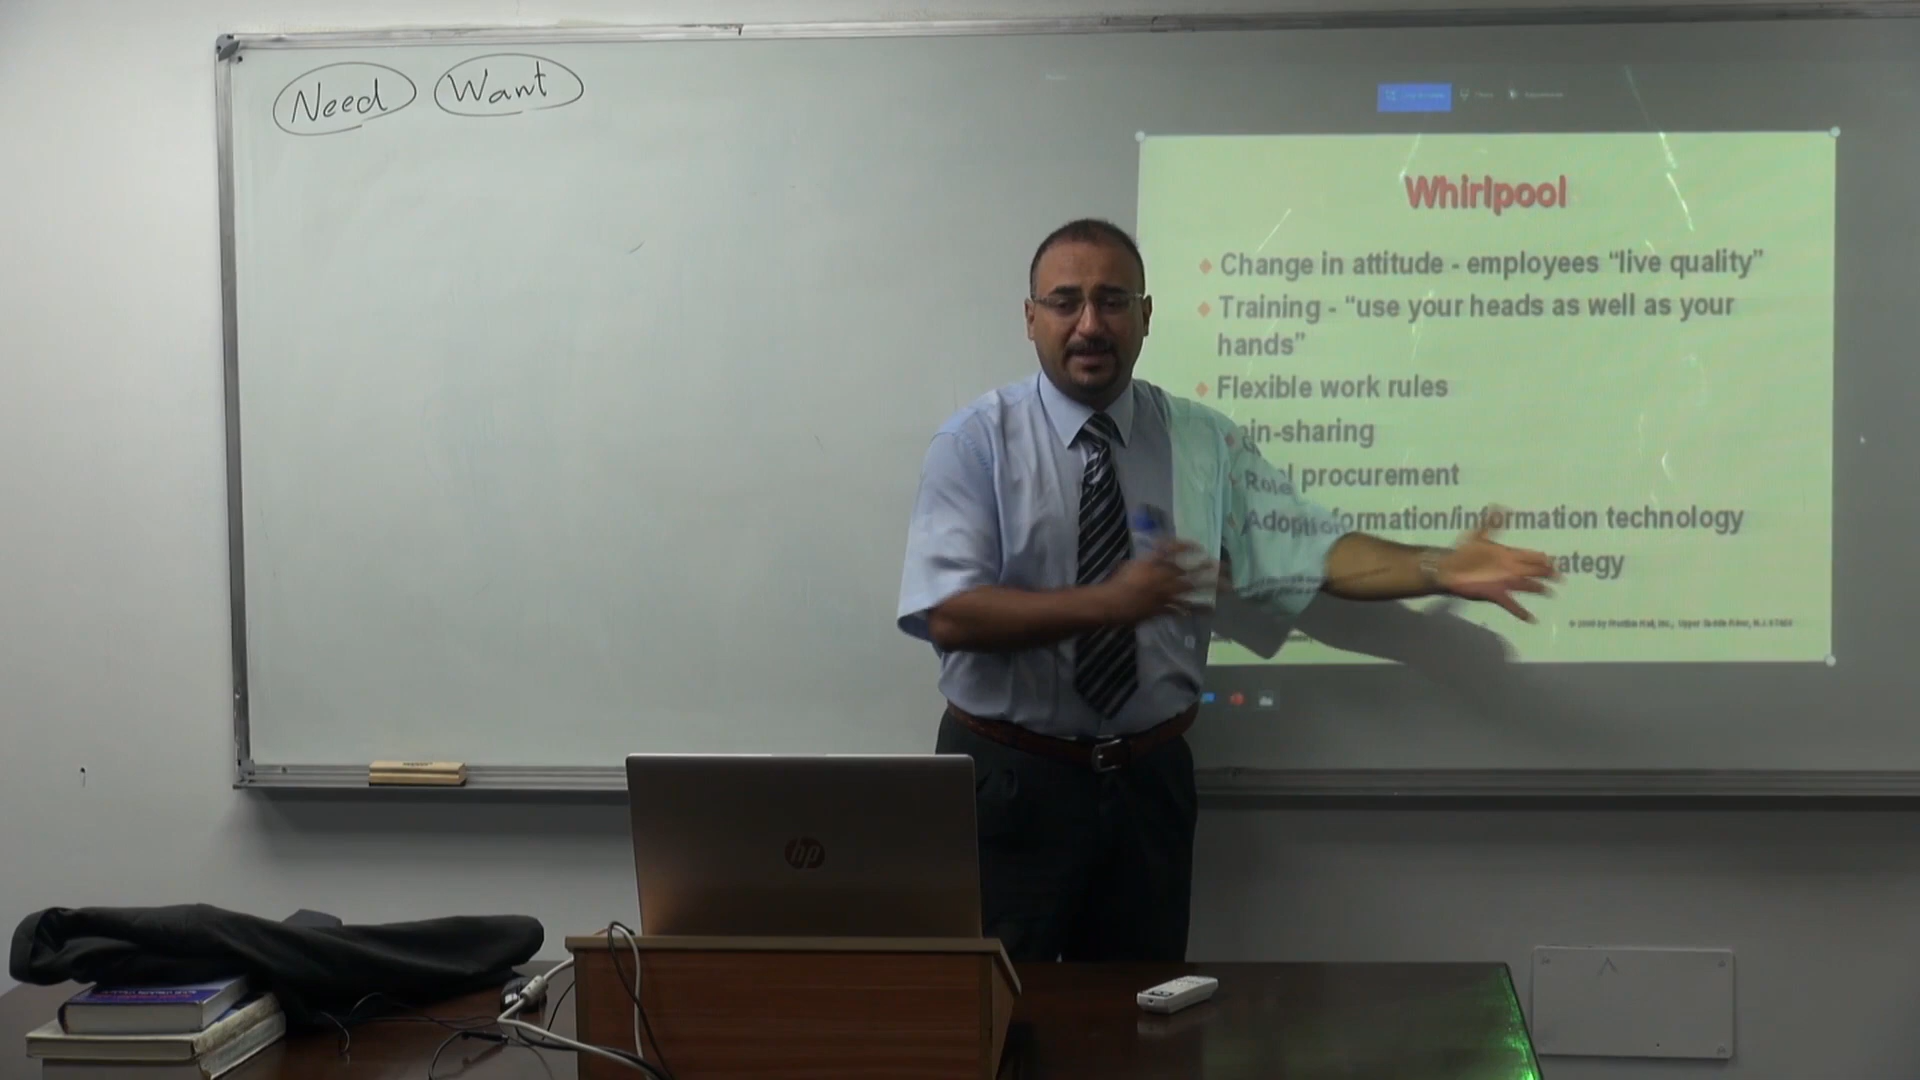 Need Want
Whirlpool
Change in attitude - employees “live quality”
Training - “use your heads as well as your
hands”
Flexible work rules
in-sharing
procurement
formation/information technology
rategy
hp